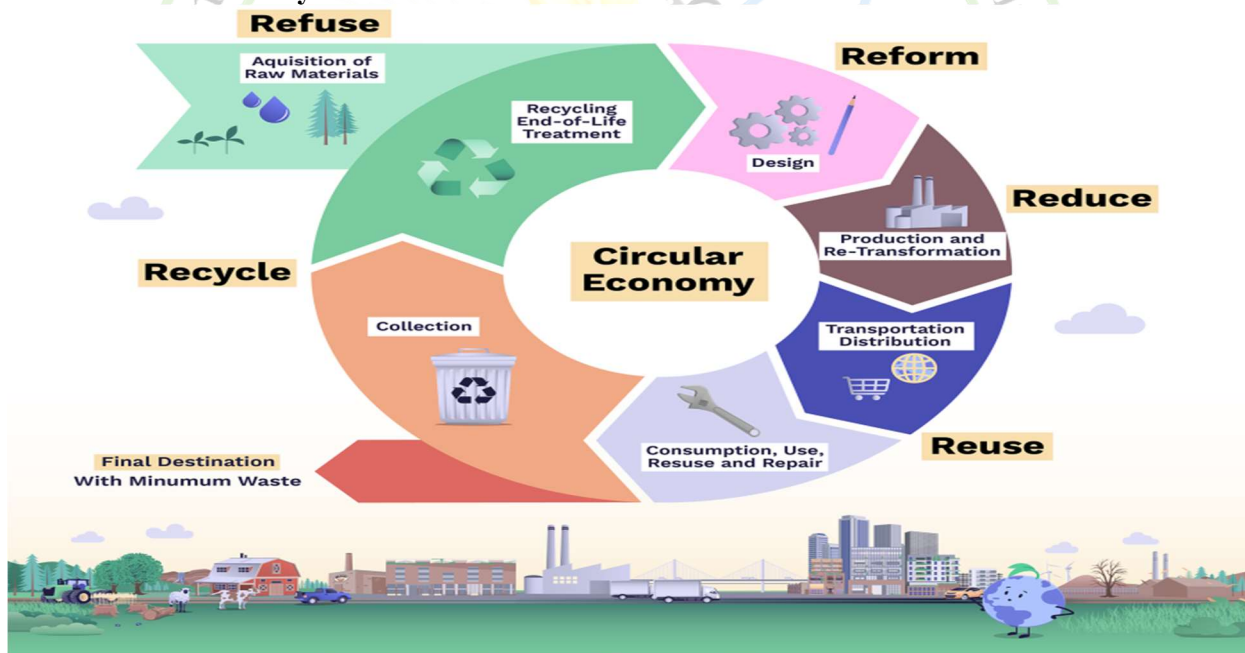 Refuse
Aquisition of
Raw Materials
Recycling
End-of-Life
Treatment
Reform
Design
Reduce
Production and
Re-Transformation
Circular
Economy
Recycle
Collection
Transportation
Distribution
Reuse
Consumption, Use,
Resuse and Repair
Final Destination
With Minumum Waste